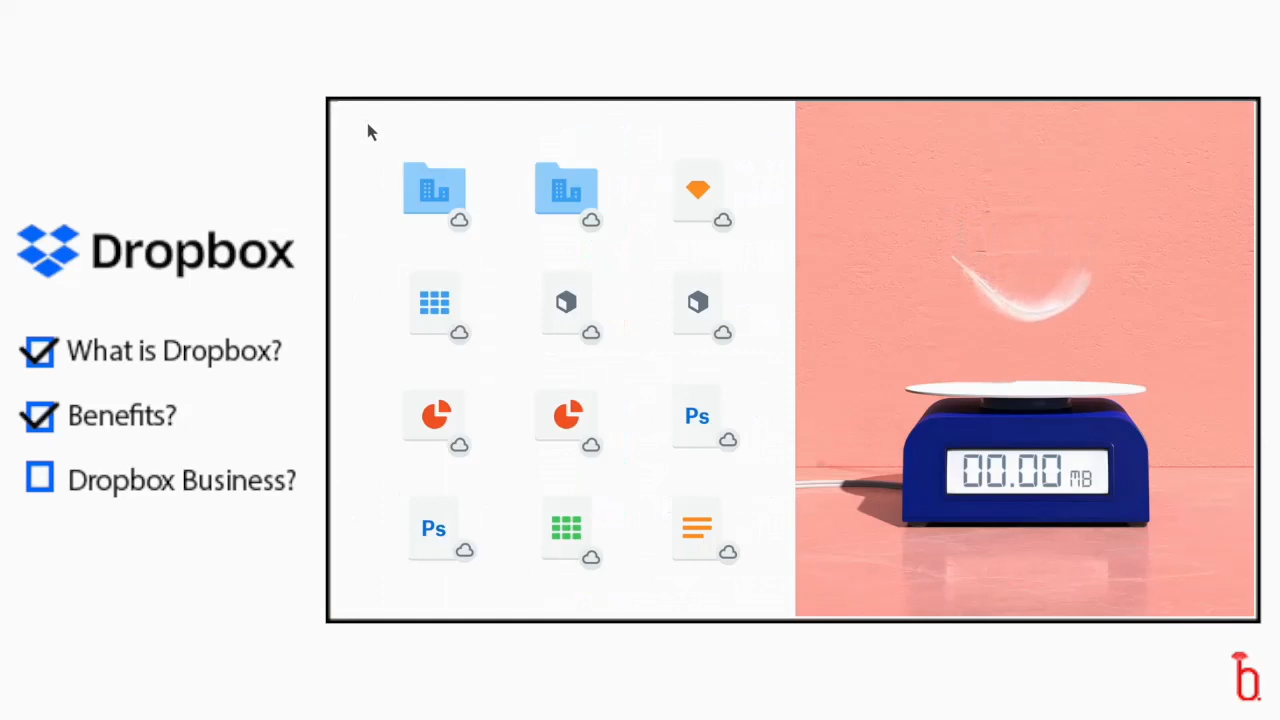 Dropbox
What is Dropbox?
Benefits?
Dropbox Business?
Ps
Ps
00.00 MB
b.